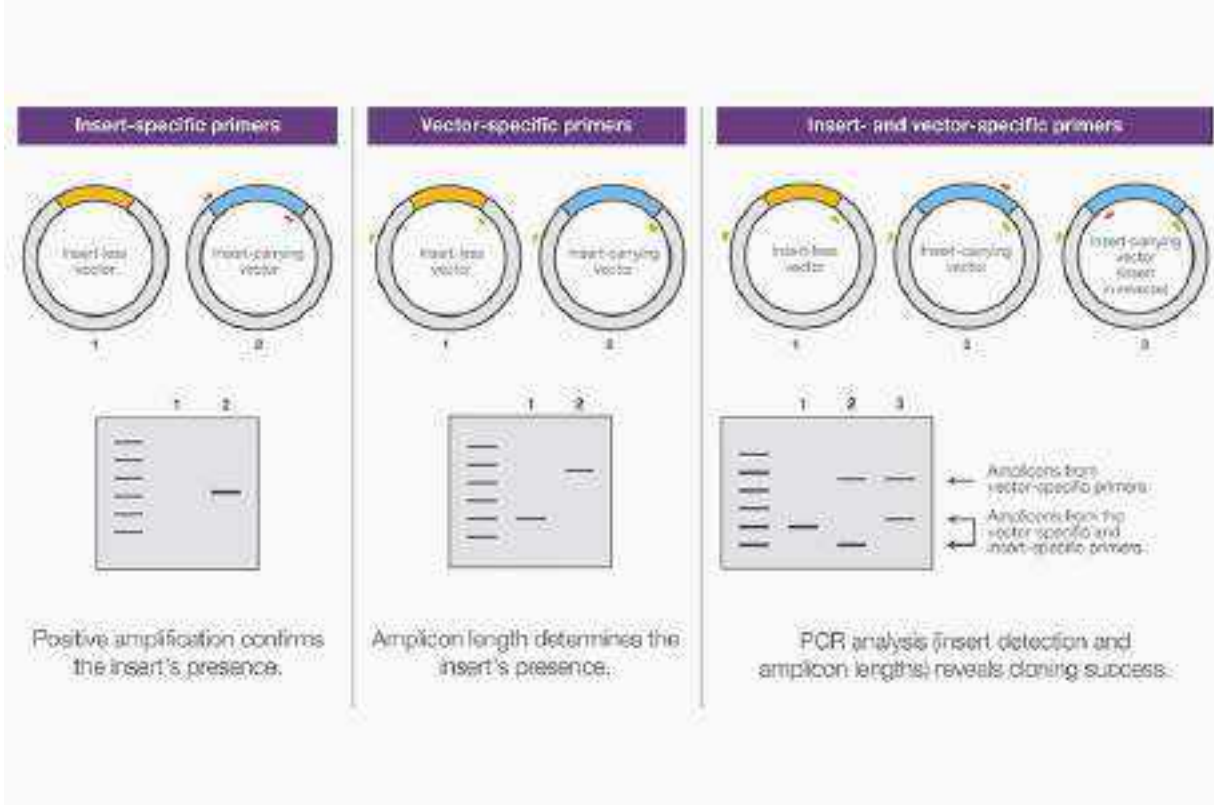 Insert-specific primers
Insert-less
vector
Insert-carrying
vector
1
2
1
2
Positive amplification confirms
the insert's presence.
Vector-specific primers
Insert-less
vector
Insert-carrying
vector
1
2
1
2
Amplicon length determines the
insert's presence.
Insert- and vector-specific primers
Insert-less
vector
Insert-carrying
vector
Insert-carrying
vector
(insert
in reverse)
1
2
3
1
2
3
Amplicons from
vector-specific primers
Amplicons from the
vector-specific and
insert-specific primers
PCR analysis (insert detection and
amplicon lengths) reveals cloning success.